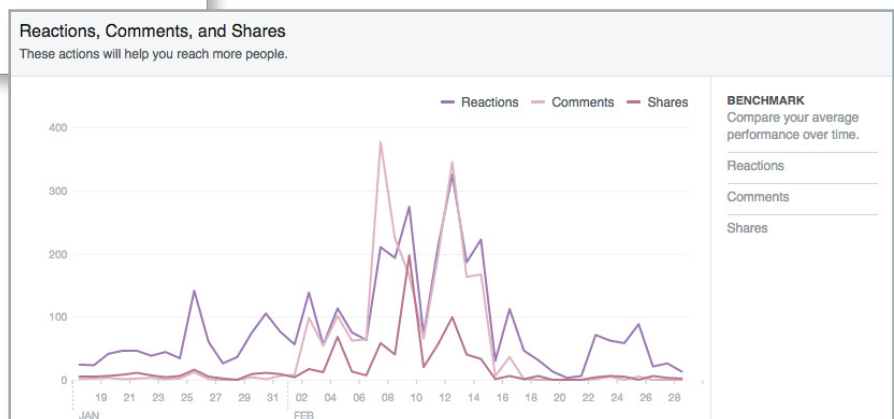 Reactions, Comments, and Shares
These actions will help you reach more people.
Reactions Comments Shares
BENCHMARK
Compare your average
performance over time.
Reactions
Comments
Shares
400
300
200
100
0
19 21 23 25 27 29 31 02 04 06 08 10 12 14 16 18 20 22 24 26 28
JAN FEB